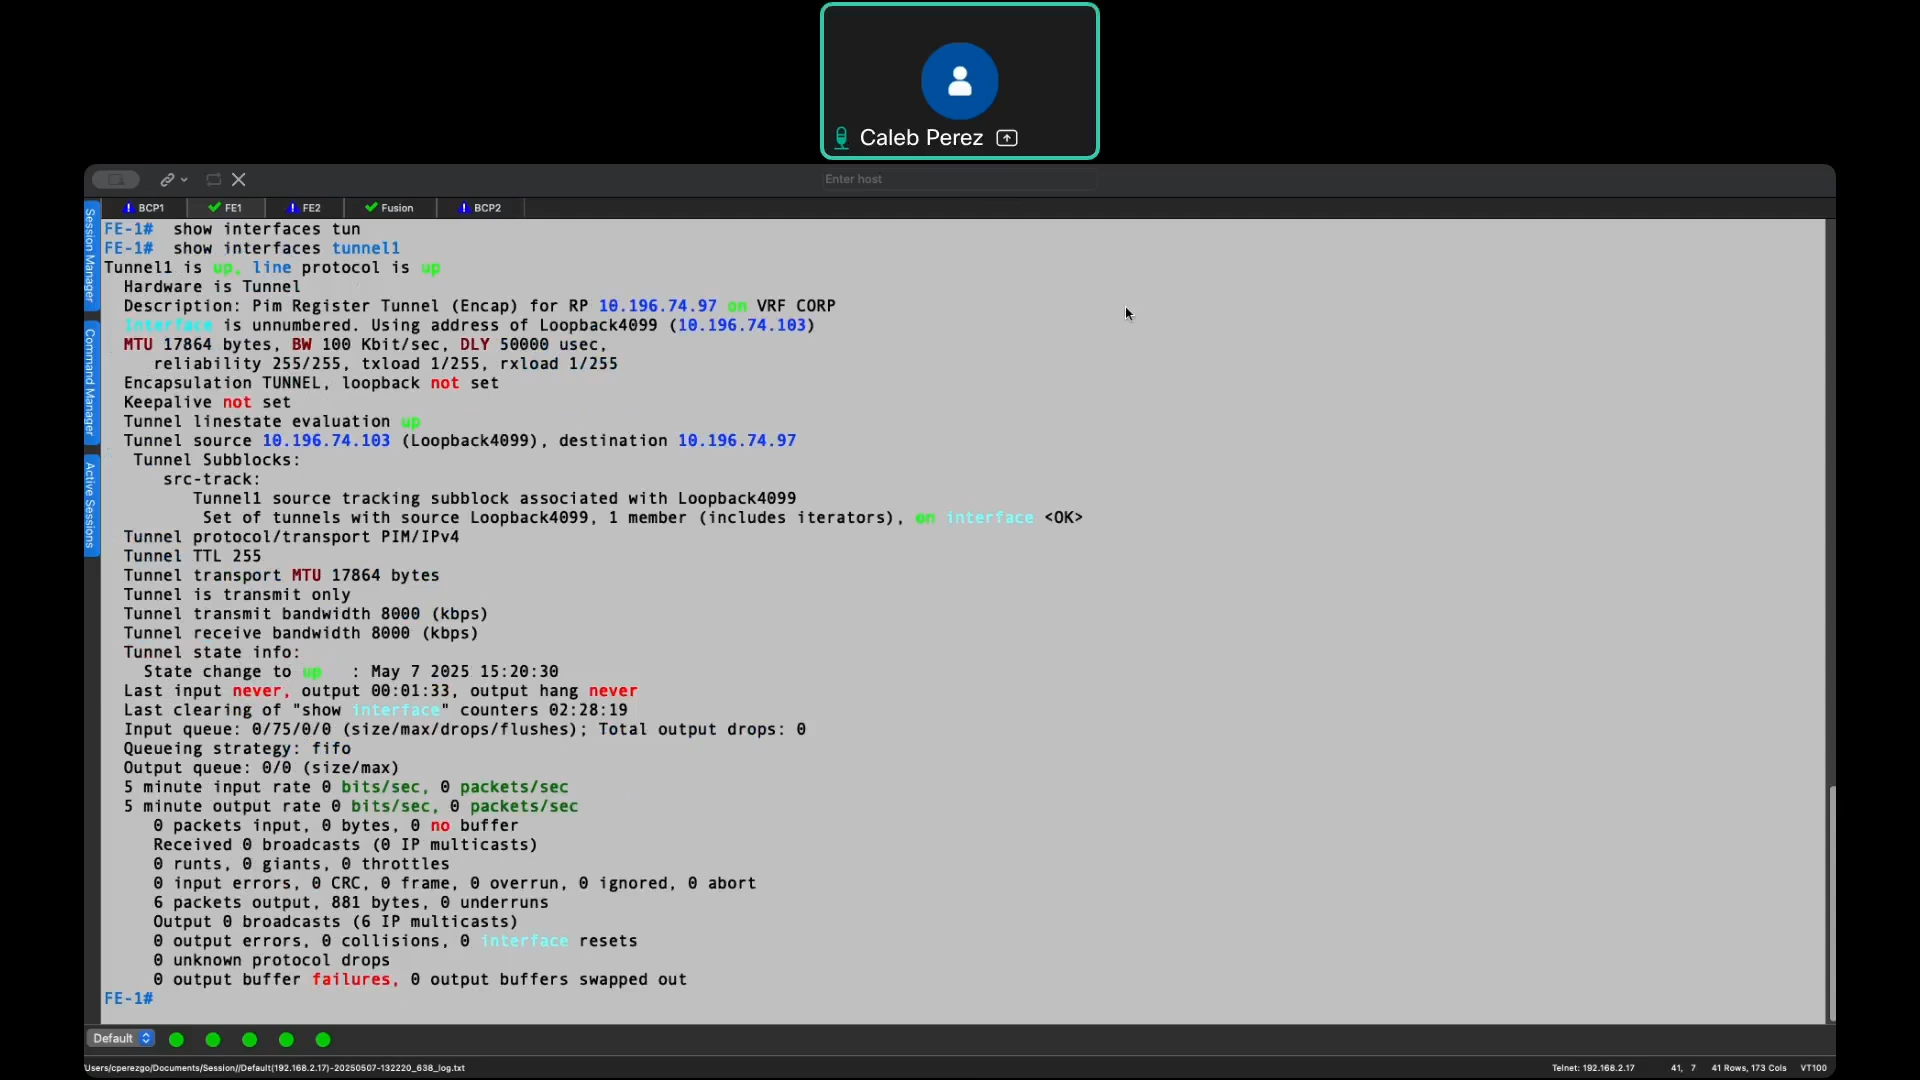 Caleb Perez
Enter host
BCP1 FE1 FE2 Fusion BCP2
Session Manager
Command Manager
Active Sessions
FE-1#  show interfaces tun
FE-1#  show interfaces tunnel1
Tunnel1 is up, line protocol is up
Hardware is Tunnel
Description: Pim Register Tunnel (Encap) for RP 10.196.74.97 on VRF CORP
Interface is unnumbered. Using address of Loopback4099 (10.196.74.103)
MTU 17864 bytes, BW 100 Kbit/sec, DLY 50000 usec,
reliability 255/255, txload 1/255, rxload 1/255
Encapsulation TUNNEL, loopback not set
Keepalive not set
Tunnel linestate evaluation up
Tunnel source 10.196.74.103 (Loopback4099), destination 10.196.74.97
Tunnel Subblocks:
src-track:
Tunnel1 source tracking subblock associated with Loopback4099
Set of tunnels with source Loopback4099, 1 member (includes iterators), on interface <OK>
Tunnel protocol/transport PIM/IPv4
Tunnel TTL 255
Tunnel transport MTU 17864 bytes
Tunnel is transmit only
Tunnel transmit bandwidth 8000 (kbps)
Tunnel receive bandwidth 8000 (kbps)
Tunnel state info:
State change to up   : May 7 2025 15:20:30
Last input never, output 00:01:33, output hang never
Last clearing of "show interface" counters 02:28:19
Input queue: 0/75/0/0 (size/max/drops/flushes); Total output drops: 0
Queueing strategy: fifo
Output queue: 0/0 (size/max)
5 minute input rate 0 bits/sec, 0 packets/sec
5 minute output rate 0 bits/sec, 0 packets/sec
0 packets input, 0 bytes, 0 no buffer
Received 0 broadcasts (0 IP multicasts)
0 runts, 0 giants, 0 throttles
0 input errors, 0 CRC, 0 frame, 0 overrun, 0 ignored, 0 abort
6 packets output, 881 bytes, 0 underruns
Output 0 broadcasts (6 IP multicasts)
0 output errors, 0 collisions, 0 interface resets
0 unknown protocol drops
0 output buffer failures, 0 output buffers swapped out
FE-1#
Default
Users/cperezgo/Documents/Session//Default(192.168.2.17)-20250507-132220_638_log.txt
Telnet: 192.168.2.17 41, 7 41 Rows, 173 Cols VT100